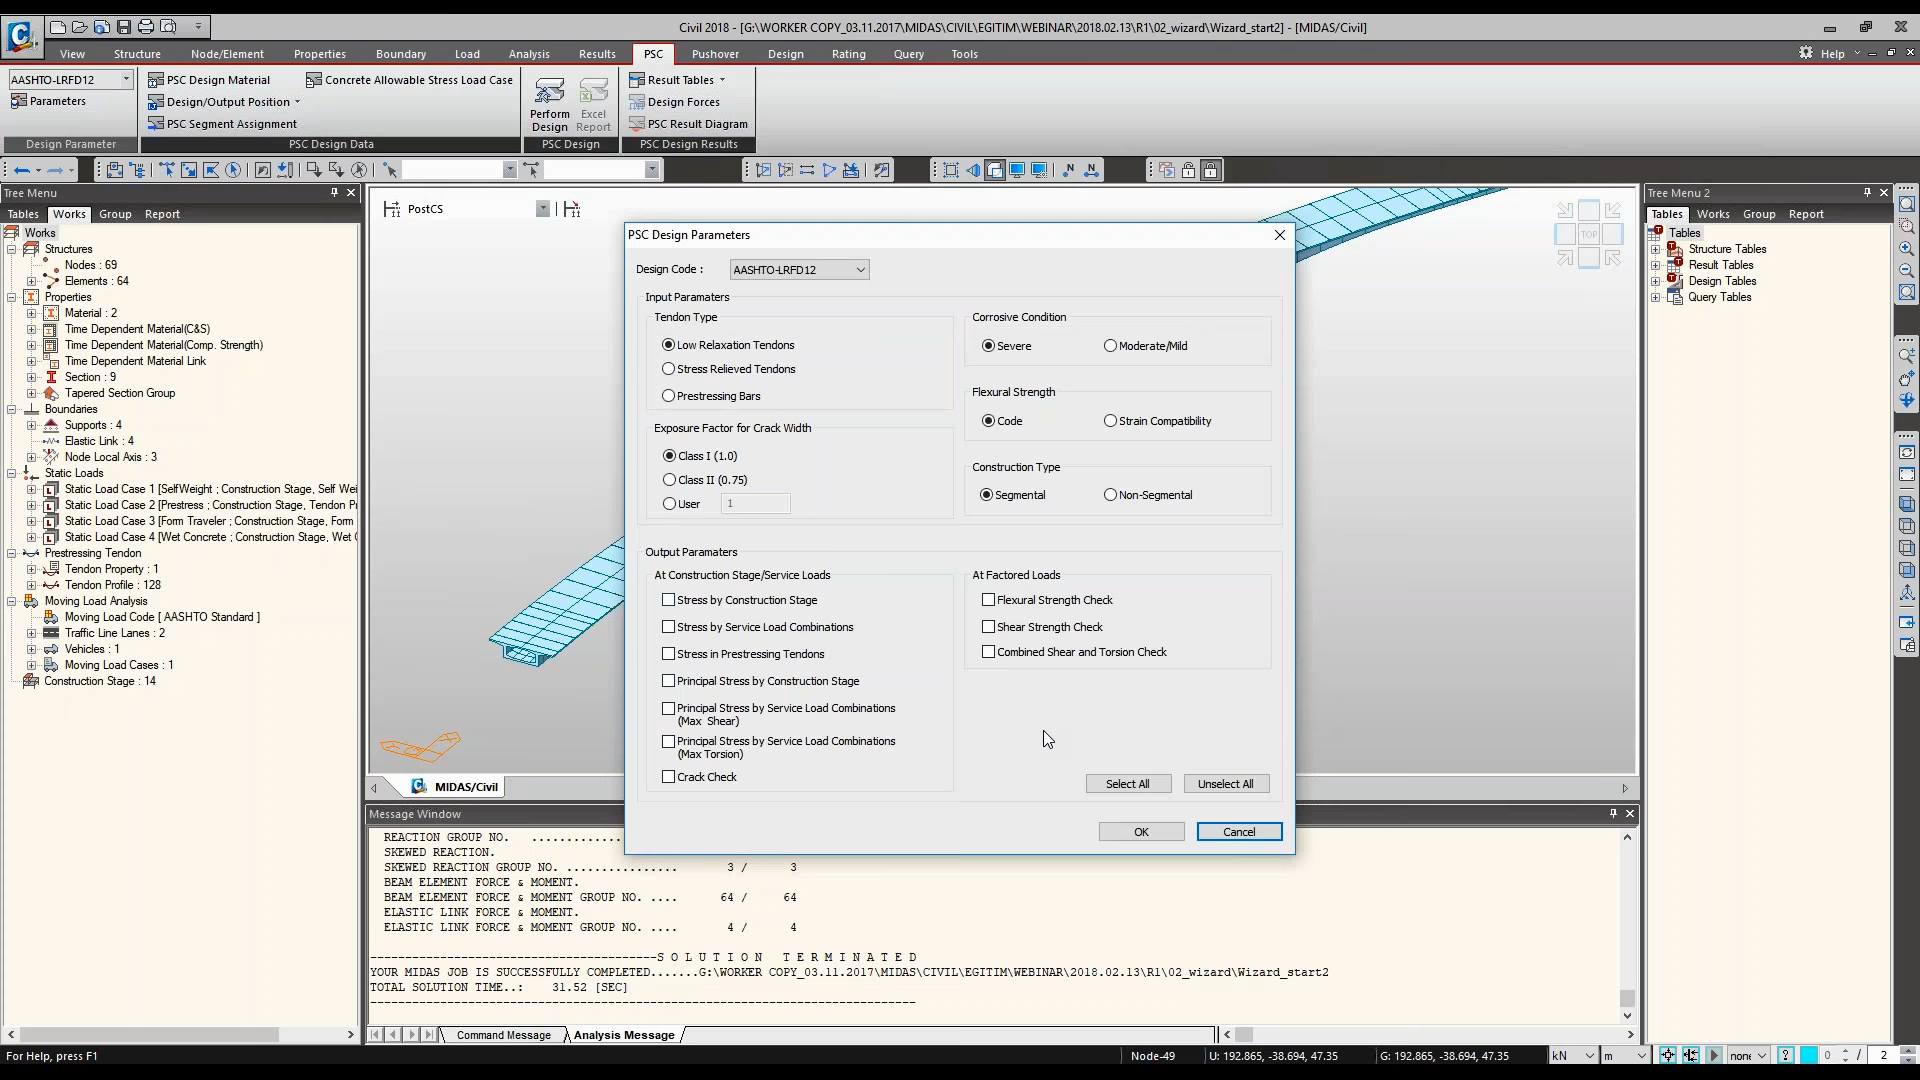 Civil 2018 - [G:\WORKER COPY_03.11.2017\MIDAS\CIVIL\EGITIM\WEBINAR\2018.02.13\R1\02_wizard\Wizard_start2] - [MIDAS/Civil]
View Structure Node/Element Properties Boundary Load Analysis Results PSC Pushover Design Rating Query Tools Help
AASHTO-LRFD12
Parameters
Design Parameter
PSC Design Material
Concrete Allowable Stress Load Case
Design/Output Position
PSC Segment Assignment
PSC Design Data
Perform Design
Excel Report
PSC Design
Result Tables
Design Forces
PSC Result Diagram
PSC Design Results
Tree Menu
Tables Works Group Report
Works
Structures
Nodes : 69
Elements : 64
Properties
Material : 2
Time Dependent Material(C&S)
Time Dependent Material(Comp. Strength)
Time Dependent Material Link
Section : 9
Tapered Section Group
Boundaries
Supports : 4
Elastic Link : 4
Node Local Axis : 3
Static Loads
Static Load Case 1 [SelfWeight ; Construction Stage, Self Wei
Static Load Case 2 [Prestress ; Construction Stage, Tendon Pr
Static Load Case 3 [Form Traveler ; Construction Stage, Form
Static Load Case 4 [Wet Concrete ; Construction Stage, Wet C
Prestressing Tendon
Tendon Property : 1
Tendon Profile : 128
Moving Load Analysis
Moving Load Code [ AASHTO Standard ]
Traffic Line Lanes : 2
Vehicles : 1
Moving Load Cases : 1
Construction Stage : 14
PostCS
TOP
MIDAS/Civil
PSC Design Parameters
Design Code : AASHTO-LRFD12
Input Paramaters
Tendon Type
Low Relaxation Tendons
Stress Relieved Tendons
Prestressing Bars
Exposure Factor for Crack Width
Class I (1.0)
Class II (0.75)
User 1
Corrosive Condition
Severe Moderate/Mild
Flexural Strength
Code Strain Compatibility
Construction Type
Segmental Non-Segmental
Output Paramaters
At Construction Stage/Service Loads
Stress by Construction Stage
Stress by Service Load Combinations
Stress in Prestressing Tendons
Principal Stress by Construction Stage
Principal Stress by Service Load Combinations
(Max Shear)
Principal Stress by Service Load Combinations
(Max Torsion)
Crack Check
At Factored Loads
Flexural Strength Check
Shear Strength Check
Combined Shear and Torsion Check
Select All Unselect All
OK Cancel
Message Window
REACTION GROUP NO. ..............
SKEWED REACTION.
SKEWED REACTION GROUP NO. ................ 3 / 3
BEAM ELEMENT FORCE & MOMENT.
BEAM ELEMENT FORCE & MOMENT GROUP NO. .... 64 / 64
ELASTIC LINK FORCE & MOMENT.
ELASTIC LINK FORCE & MOMENT GROUP NO. .... 4 / 4
----------------------------------------S O L U T I O N T E R M I N A T E D
YOUR MIDAS JOB IS SUCCESSFULLY COMPLETED.......G:\WORKER COPY_03.11.2017\MIDAS\CIVIL\EGITIM\WEBINAR\2018.02.13\R1\02_wizard\Wizard_start2
TOTAL SOLUTION TIME..: 31.52 [SEC]
Command Message Analysis Message
Tree Menu 2
Tables Works Group Report
Tables
Structure Tables
Result Tables
Design Tables
Query Tables
For Help, press F1
Node-49
U: 192.865, -38.694, 47.35
G: 192.865, -38.694, 47.35
kN m none ? 0 / 2